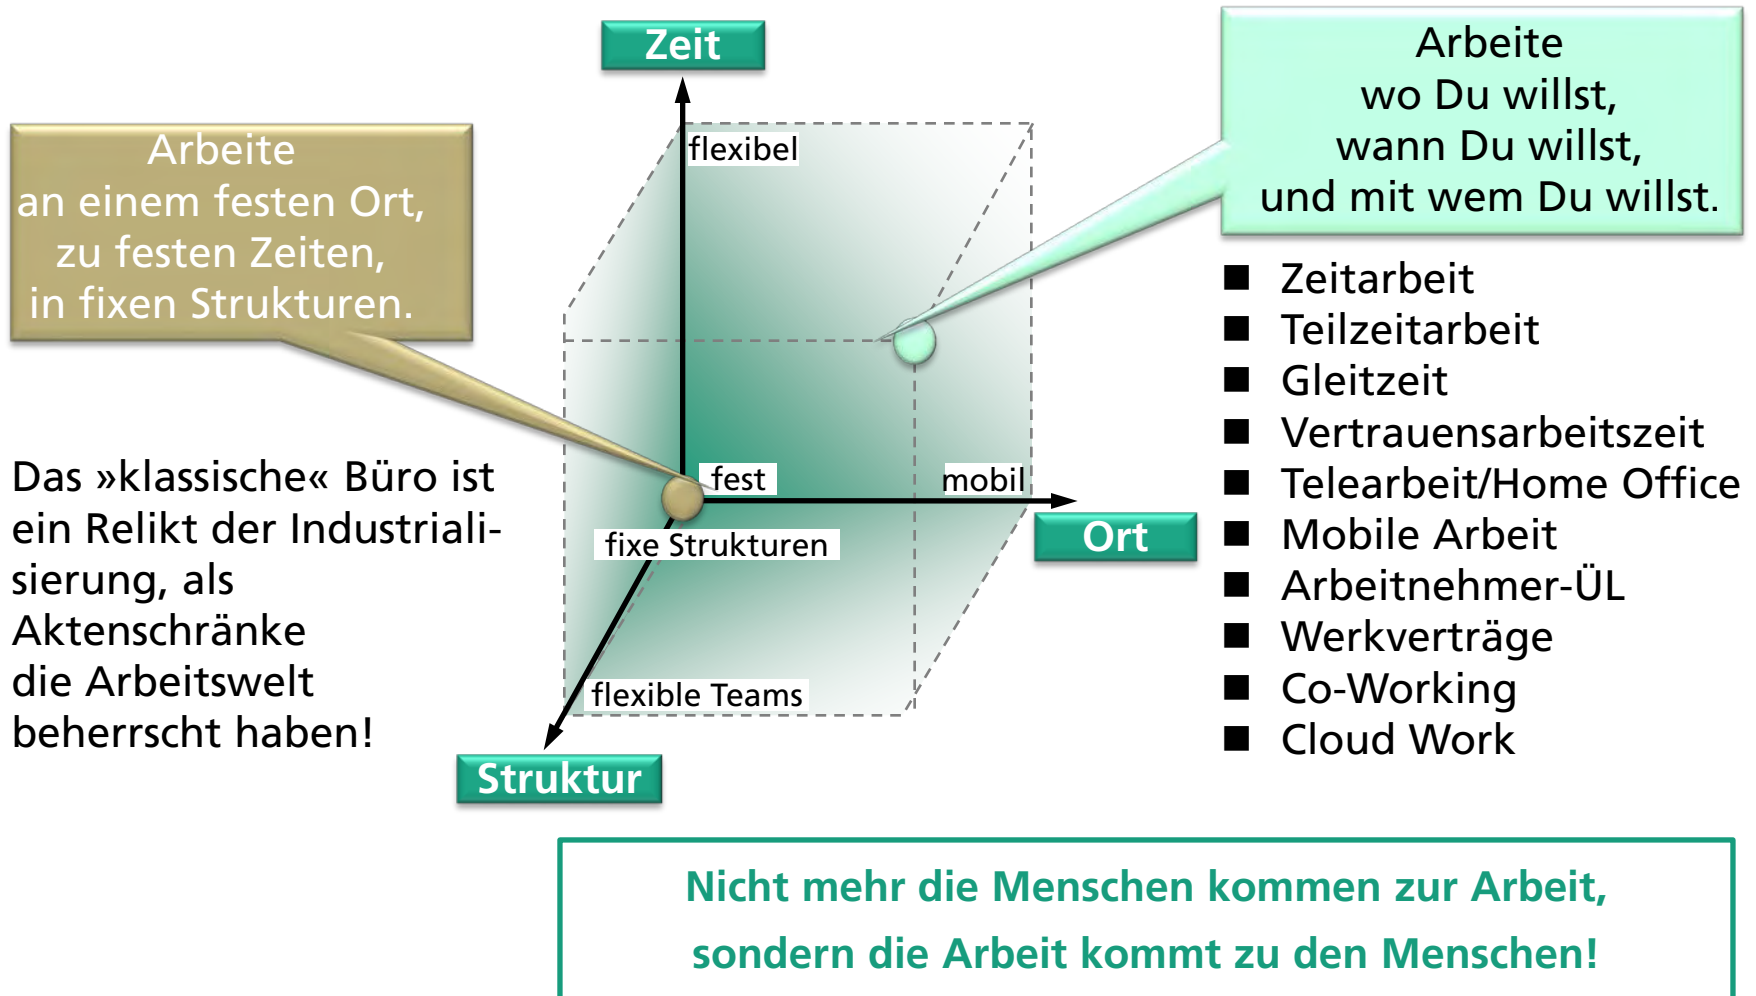 Zeit
Arbeite
an einem festen Ort,
zu festen Zeiten,
in fixen Strukturen.
Das »klassische« Büro ist
ein Relikt der Industriali-
sierung, als
Aktenschränke
die Arbeitswelt
beherrscht haben!
flexibel
fest
mobil
Ort
fixe Strukturen
flexible Teams
Struktur
Arbeite
wo Du willst,
wann Du willst,
und mit wem Du willst.
■ Zeitarbeit
■ Teilzeitarbeit
■ Gleitzeit
■ Vertrauensarbeitszeit
■ Telearbeit/Home Office
■ Mobile Arbeit
■ Arbeitnehmer-ÜL
■ Werkverträge
■ Co-Working
■ Cloud Work
Nicht mehr die Menschen kommen zur Arbeit,
sondern die Arbeit kommt zu den Menschen!